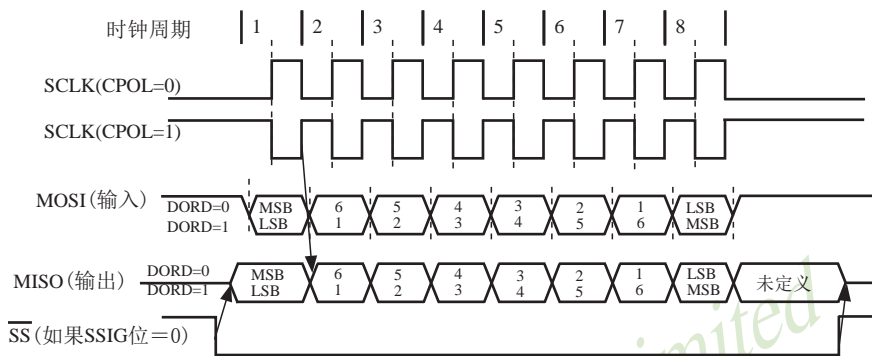 时钟周期 1 2 3 4 5 6 7 8
SCLK(CPOL=0)
SCLK(CPOL=1)
MOSI(输入) DORD=0 MSB 6 5 4 3 2 1 LSB
DORD=1 LSB 1 2 3 4 5 6 MSB
MISO(输出) DORD=0 MSB 6 5 4 3 2 1 LSB 未定义
DORD=1 LSB 1 2 3 4 5 6 MSB
SS(如果SSIG位=0)
imited